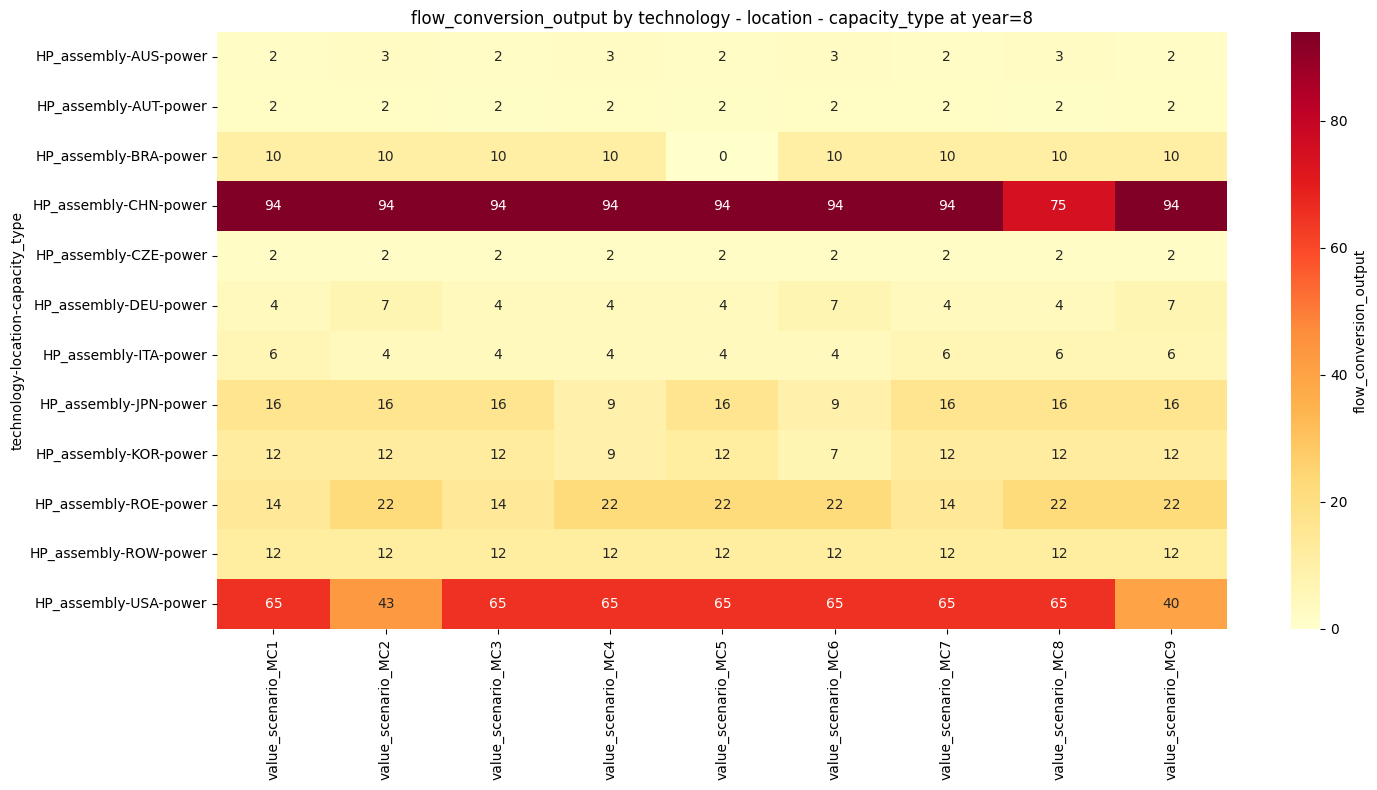 flow_conversion_output by technology - location - capacity_type at year=8
technology-location-capacity_type
HP_assembly-AUS-power 2 3 2 3 2 3 2 3 2
HP_assembly-AUT-power 2 2 2 2 2 2 2 2 2
HP_assembly-BRA-power 10 10 10 10 0 10 10 10 10
HP_assembly-CHN-power 94 94 94 94 94 94 94 75 94
HP_assembly-CZE-power 2 2 2 2 2 2 2 2 2
HP_assembly-DEU-power 4 7 4 4 4 7 4 4 7
HP_assembly-ITA-power 6 4 4 4 4 4 6 6 6
HP_assembly-JPN-power 16 16 16 9 16 9 16 16 16
HP_assembly-KOR-power 12 12 12 9 12 7 12 12 12
HP_assembly-ROE-power 14 22 14 22 22 22 14 22 22
HP_assembly-ROW-power 12 12 12 12 12 12 12 12 12
HP_assembly-USA-power 65 43 65 65 65 65 65 65 40
value_scenario_MC1
value_scenario_MC2
value_scenario_MC3
value_scenario_MC4
value_scenario_MC5
value_scenario_MC6
value_scenario_MC7
value_scenario_MC8
value_scenario_MC9
80
60
40
20
0
flow_conversion_output